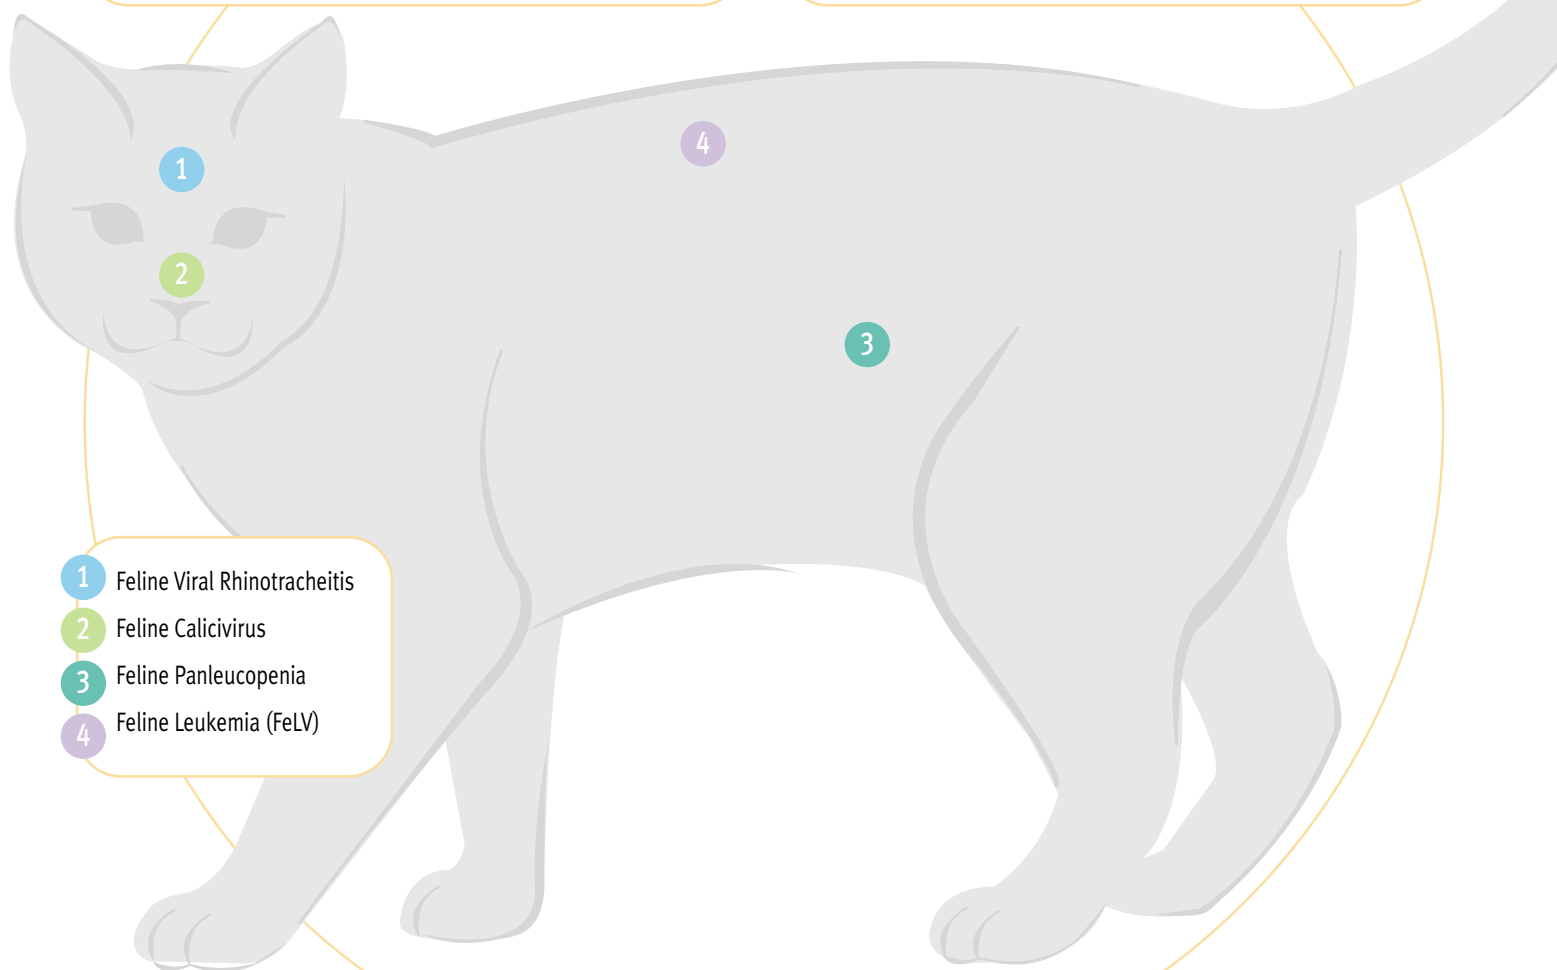 1
4
2
3
1 Feline Viral Rhinotracheitis
2 Feline Calicivirus
3 Feline Panleucopenia
4 Feline Leukemia (FeLV)